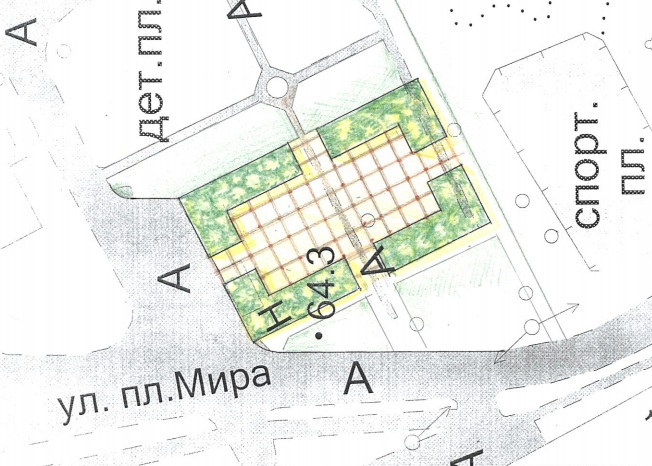 А
дет.пл.
А
спорт.
пл.
А
А
Н
64.3
ул. пл.Мира
А
А